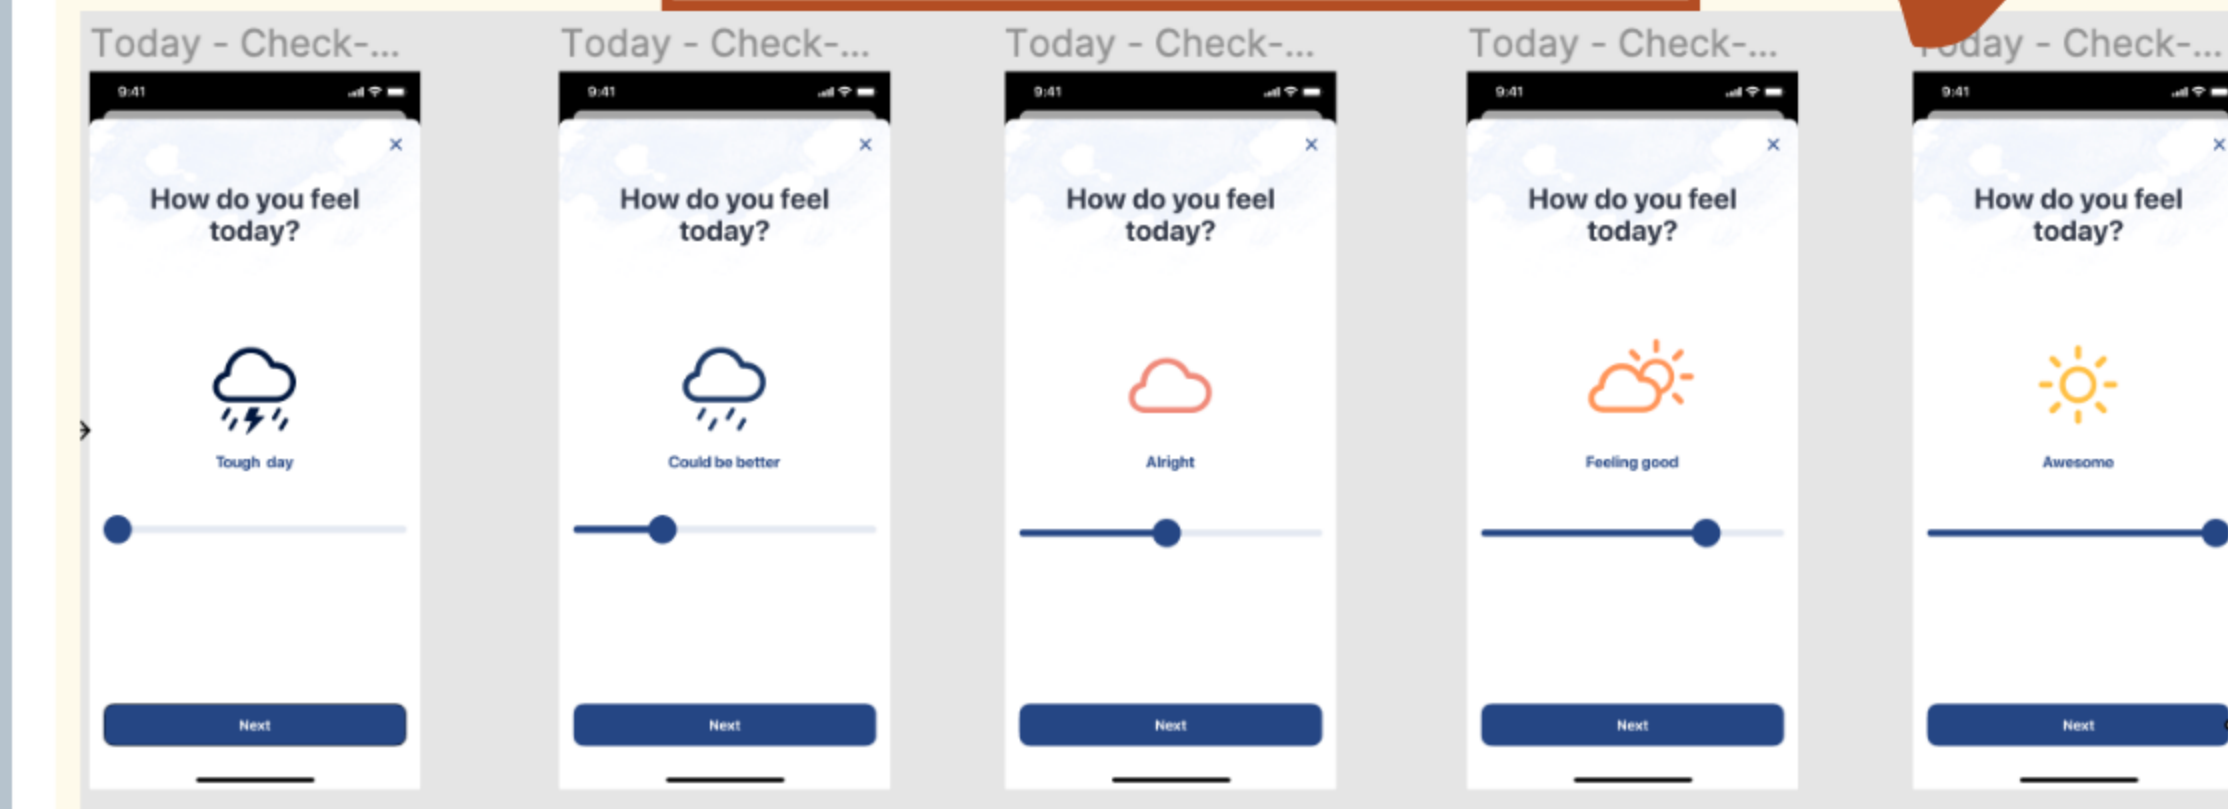 Today - Check-...
9:41
How do you feel
today?
Tough day
Next
Today - Check-...
9:41
How do you feel
today?
Could be better
Next
Today - Check-...
9:41
How do you feel
today?
Alright
Next
Today - Check-...
9:41
How do you feel
today?
Feeling good
Next
Today - Check-...
9:41
How do you feel
today?
Awesome
Next